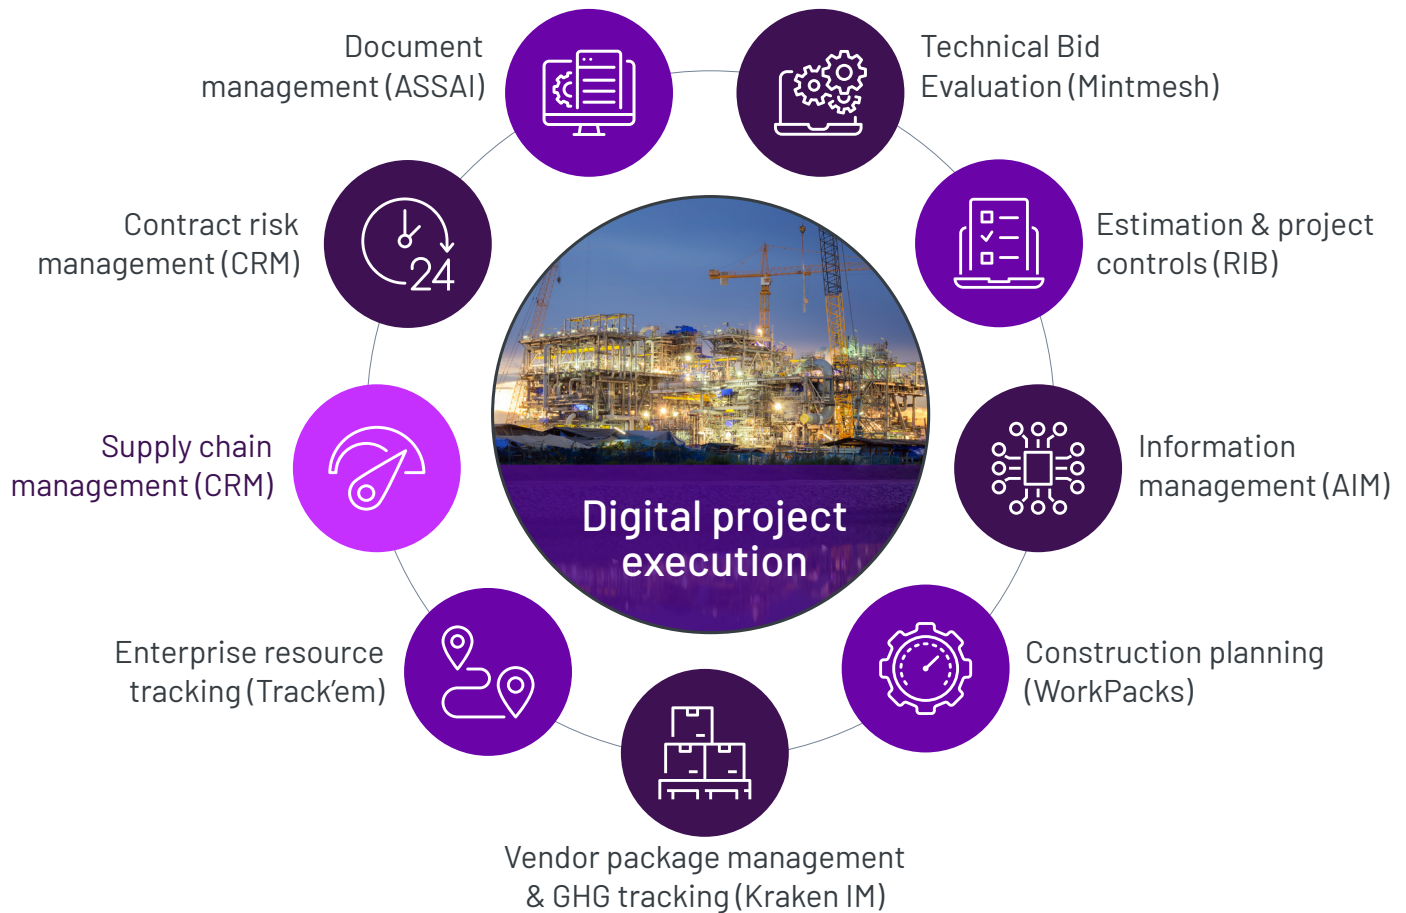 Document
management (ASSAI)
Technical Bid
Evaluation (Mintmesh)
Contract risk
management (CRM)
24
Estimation & project
controls (RIB)
Supply chain
management (CRM)
Digital project
execution
Information
management (AIM)
Enterprise resource
tracking (Track’em)
Construction planning
(WorkPacks)
Vendor package management
& GHG tracking (Kraken IM)